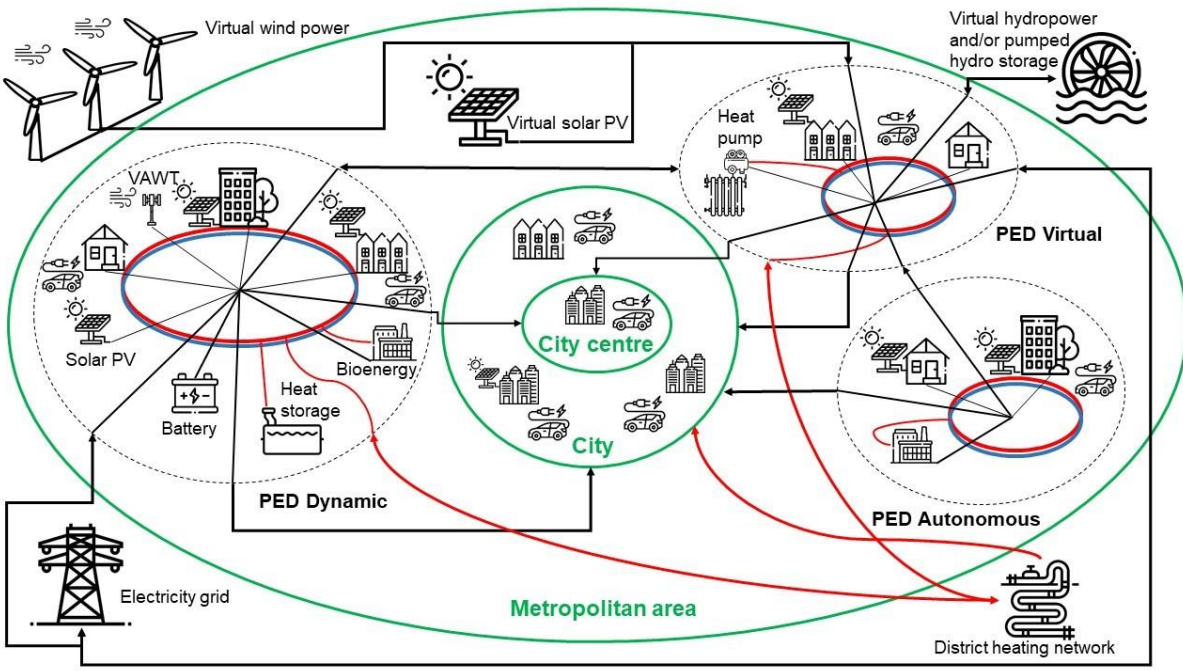 Virtual wind power
Virtual hydropower
and/or pumped
hydro storage
Virtual solar PV
Heat
pump
VAWT
PED Virtual
Solar PV
Bioenergy
City centre
Heat
storage
Battery
City
PED Dynamic
PED Autonomous
Electricity grid
Metropolitan area
District heating network